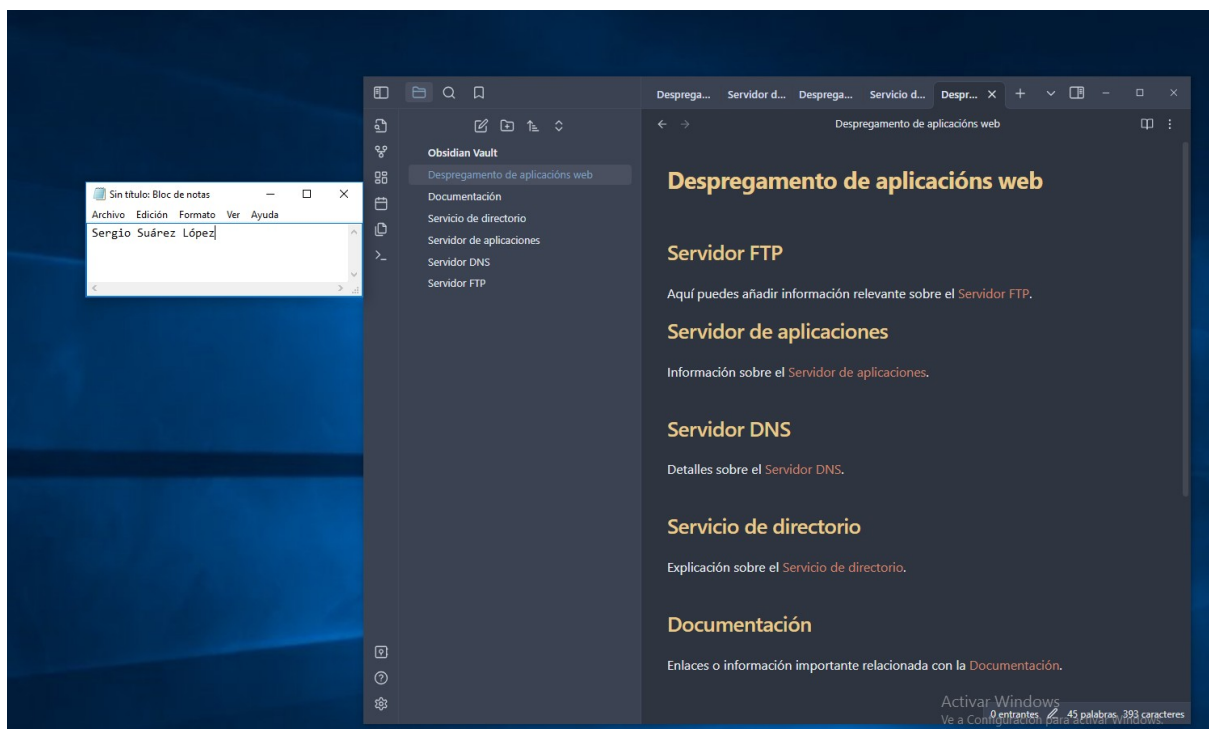 Sin título: Bloc de notas
Archivo Edición Formato Ver Ayuda
Sergio Suárez López
Desprega... Servidor d... Desprega... Servicio d... Despr...
Despregamento de aplicacións web
Obsidian Vault
Despregamento de aplicacións web
Documentación
Servicio de directorio
Servidor de aplicaciones
Servidor DNS
Servidor FTP
Despregamento de aplicacións web
Servidor FTP
Aquí puedes añadir información relevante sobre el Servidor FTP.
Servidor de aplicaciones
Información sobre el Servidor de aplicaciones.
Servidor DNS
Detalles sobre el Servidor DNS.
Servicio de directorio
Explicación sobre el Servicio de directorio.
Documentación
Enlaces o información importante relacionada con la Documentación.
Activar Windows
Ve a Configuración para activar Windows.
0 entrantes 45 palabras 393 caracteres